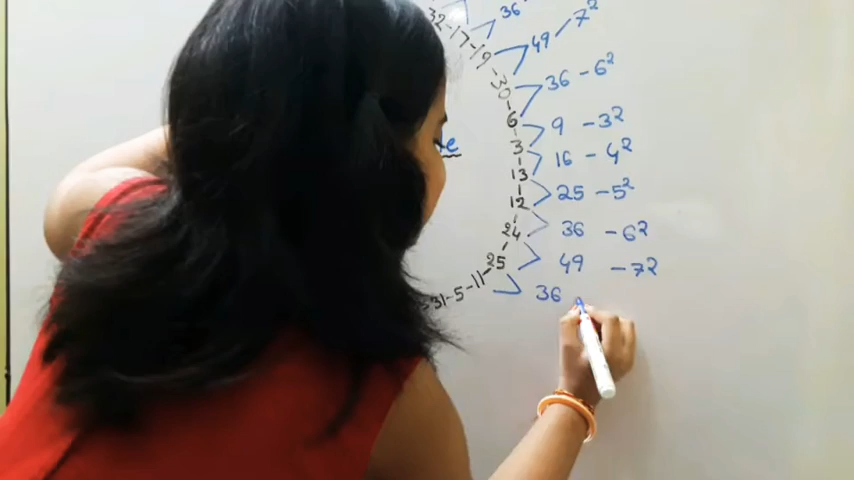 36
32-17-19 49 7²
-30 36 - 6²
6 9 - 3²
3 16 - 4²
13 25 - 5²
12 36 - 6²
24 49 - 7²
25 36
-31-5-11-
e